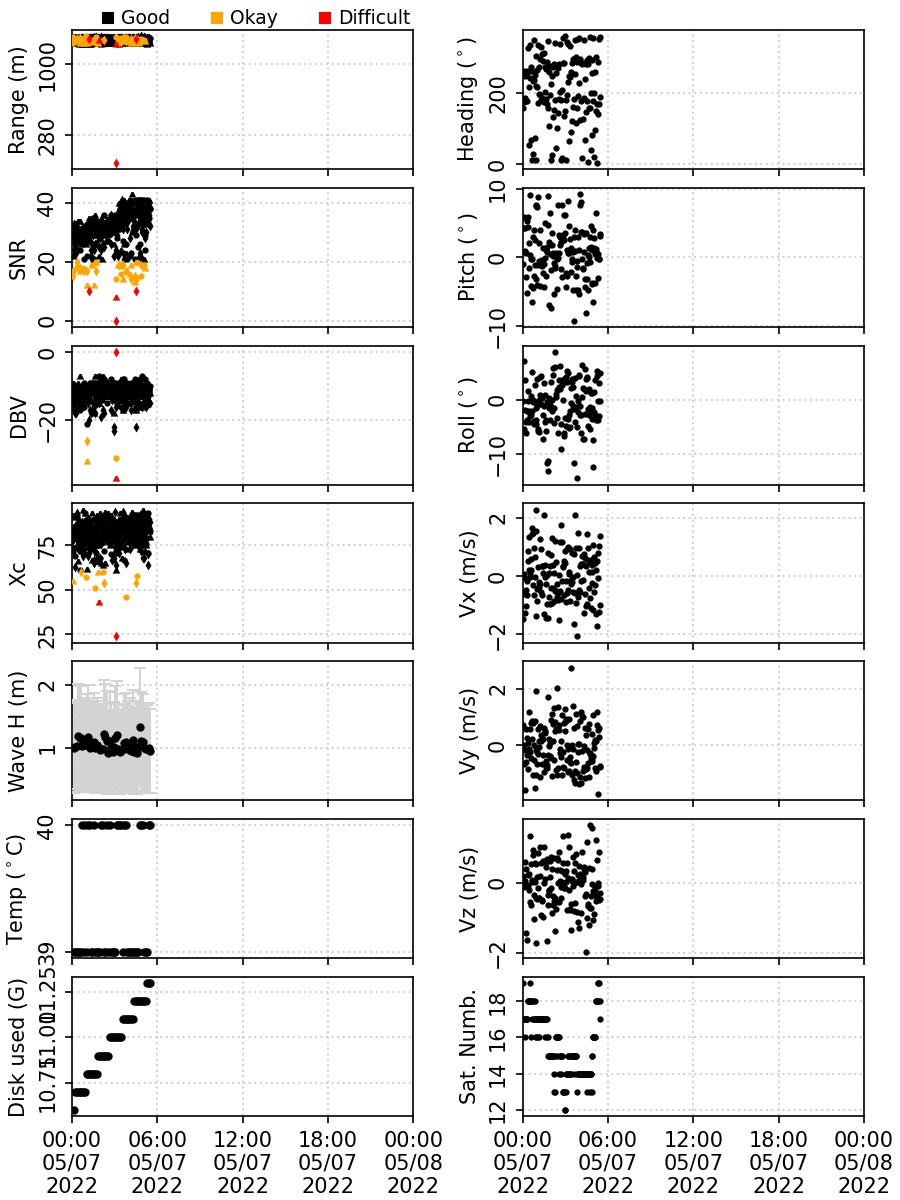 Good Okay Difficult
Range (m)
1000
280
Heading (°)
200
0
SNR
40
20
0
Pitch (°)
10
0
−10
DBV
0
−20
Roll (°)
0
−10
Xc
75
50
25
Vx (m/s)
2
0
−2
Wave H (m)
2
1
Vy (m/s)
2
0
Temp (°C)
40
39
Vz (m/s)
0
−2
Disk used (G)
Sat. Numb.
18
16
14
12
00:00 06:00 12:00 18:00 00:00
05/07 05/07 05/07 05/07 05/08
2022 2022 2022 2022 2022
00:00 06:00 12:00 18:00 00:00
05/07 05/07 05/07 05/07 05/08
2022 2022 2022 2022 2022